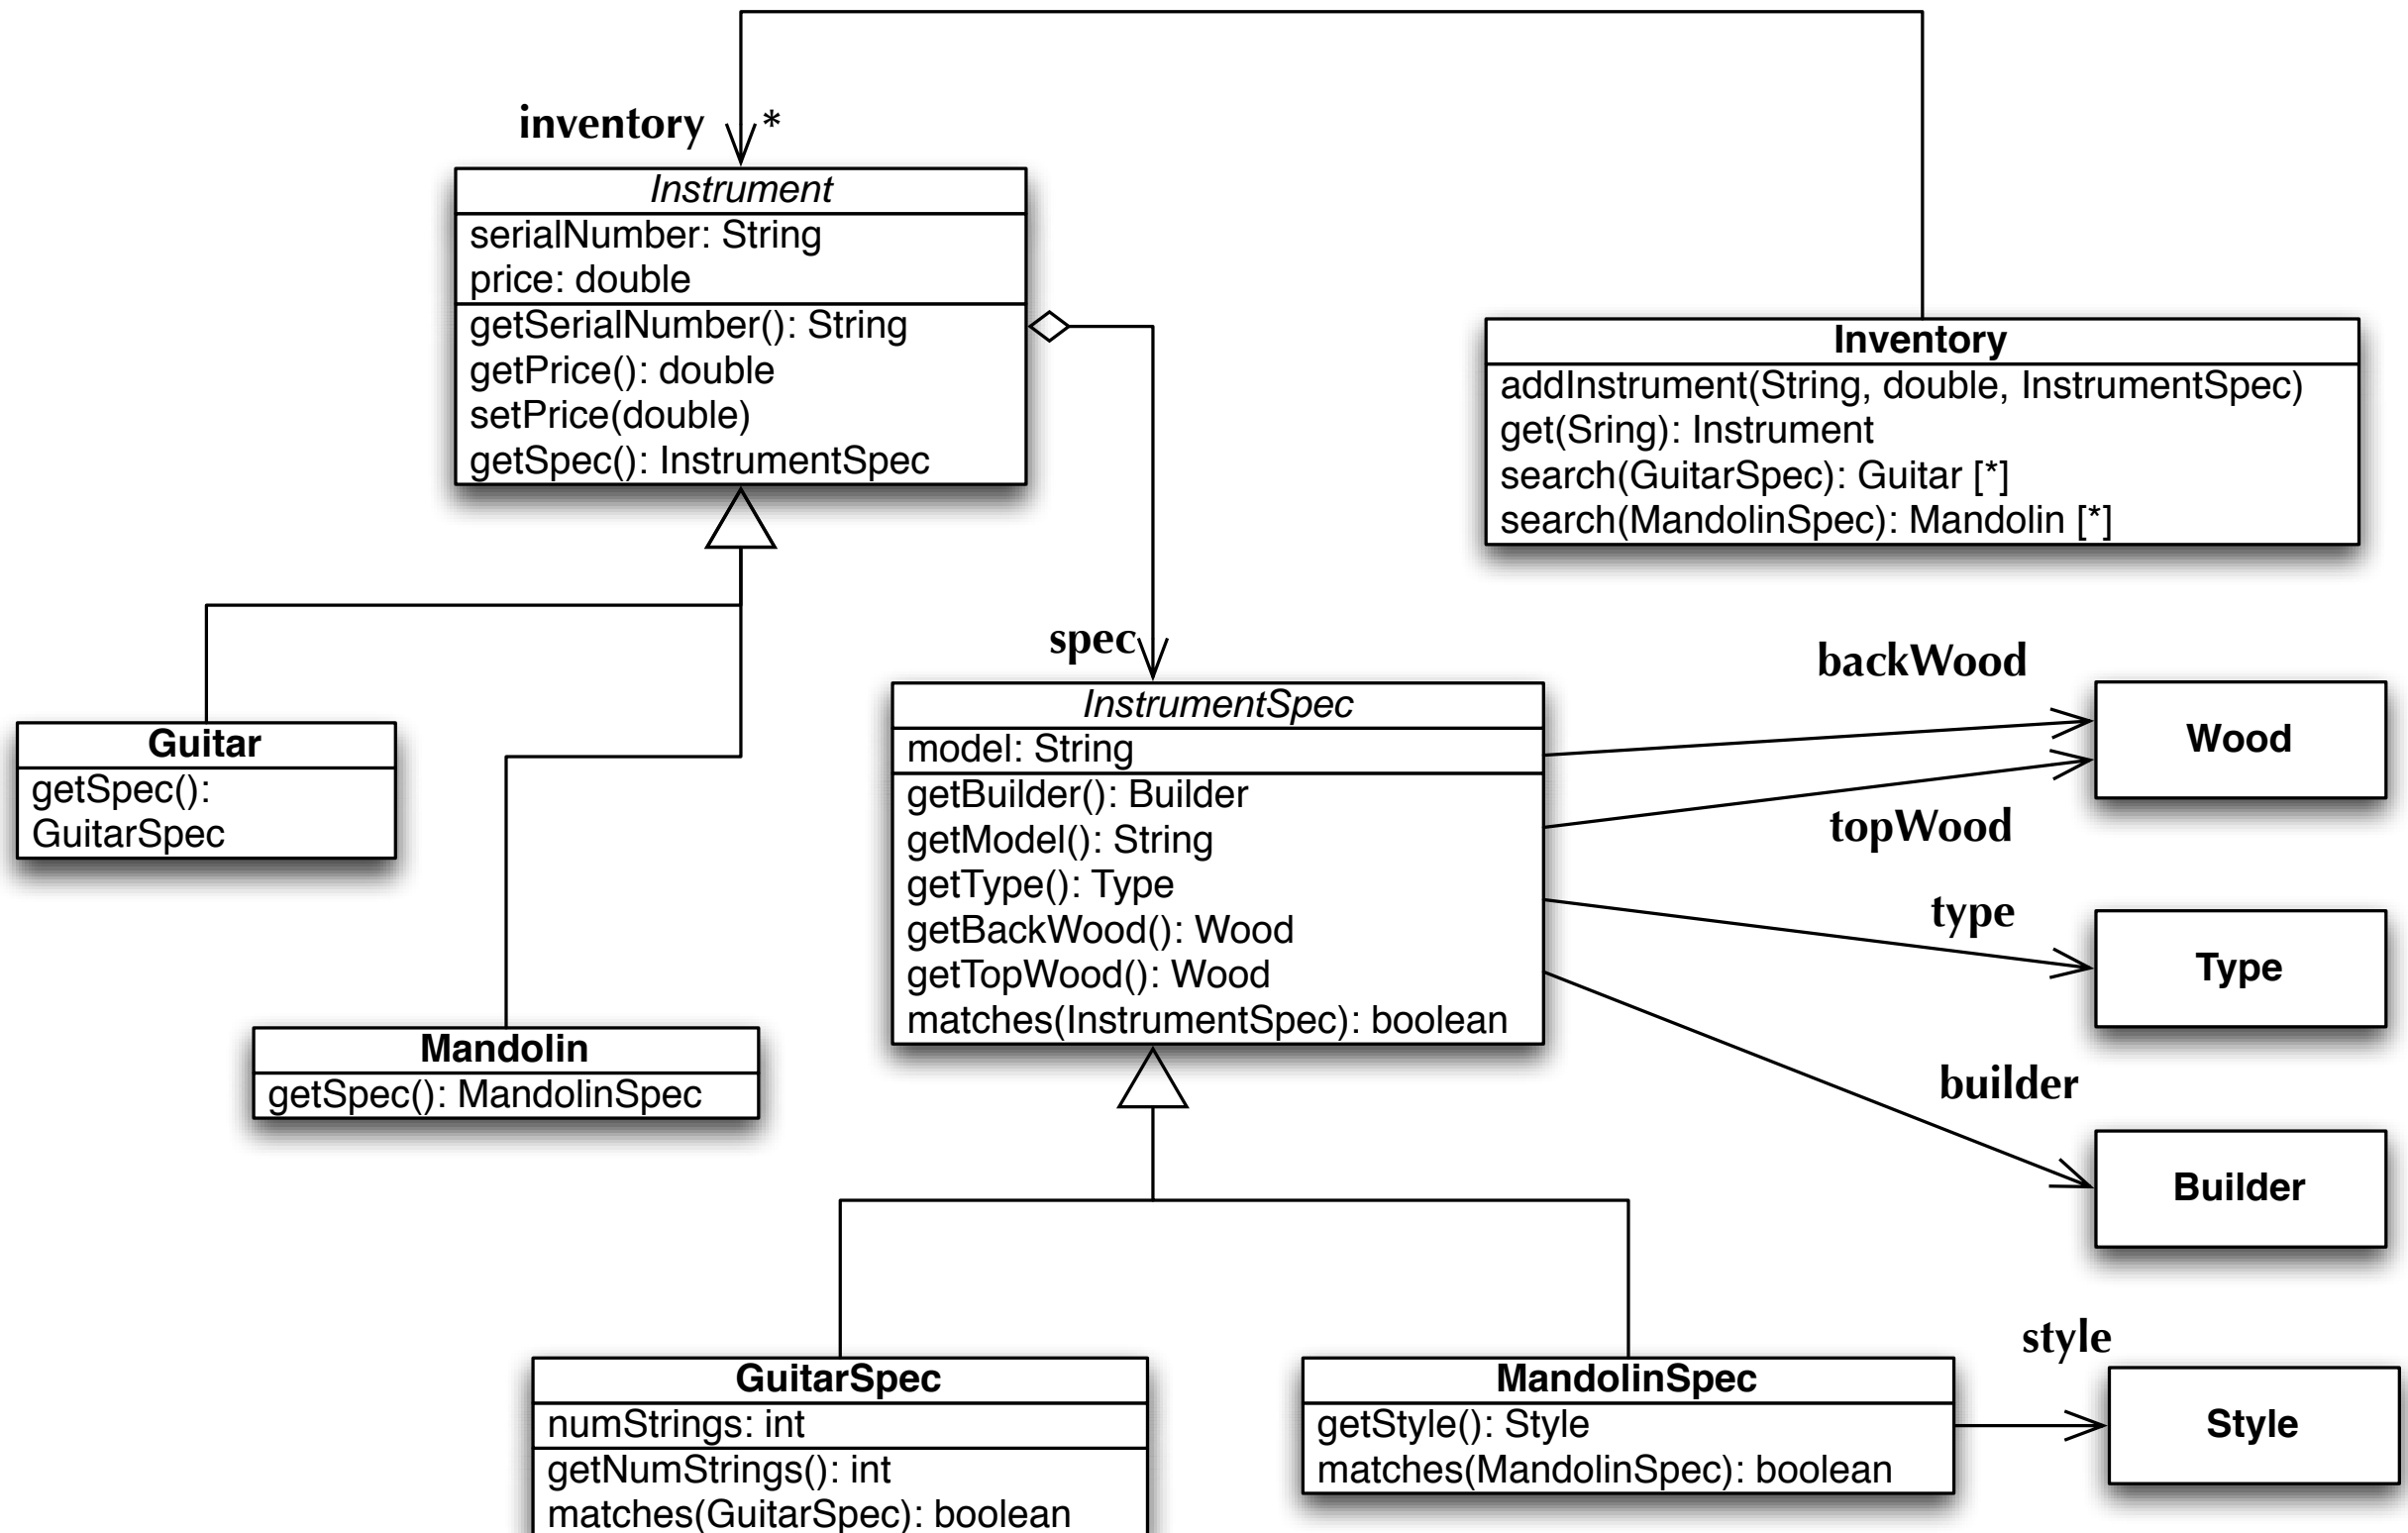 inventory *
Instrument
serialNumber: String
price: double
getSerialNumber(): String
getPrice(): double
setPrice(double)
getSpec(): InstrumentSpec
Inventory
addInstrument(String, double, InstrumentSpec)
get(Sring): Instrument
search(GuitarSpec): Guitar [*]
search(MandolinSpec): Mandolin [*]
spec
Guitar
getSpec():
GuitarSpec
Mandolin
getSpec(): MandolinSpec
InstrumentSpec
model: String
getBuilder(): Builder
getModel(): String
getType(): Type
getBackWood(): Wood
getTopWood(): Wood
matches(InstrumentSpec): boolean
backWood
topWood
Wood
type
Type
builder
Builder
GuitarSpec
numStrings: int
getNumStrings(): int
matches(GuitarSpec): boolean
MandolinSpec
getStyle(): Style
matches(MandolinSpec): boolean
style
Style